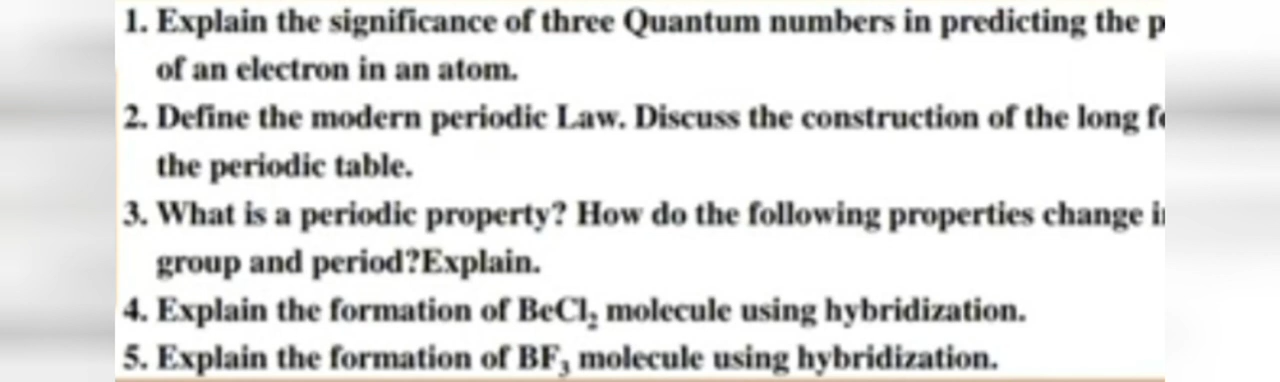 1. Explain the significance of three Quantum numbers in predicting the p
of an electron in an atom.
2. Define the modern periodic Law. Discuss the construction of the long f
the periodic table.
3. What is a periodic property? How do the following properties change i
group and period?Explain.
4. Explain the formation of BeCl₂ molecule using hybridization.
5. Explain the formation of BF₃ molecule using hybridization.